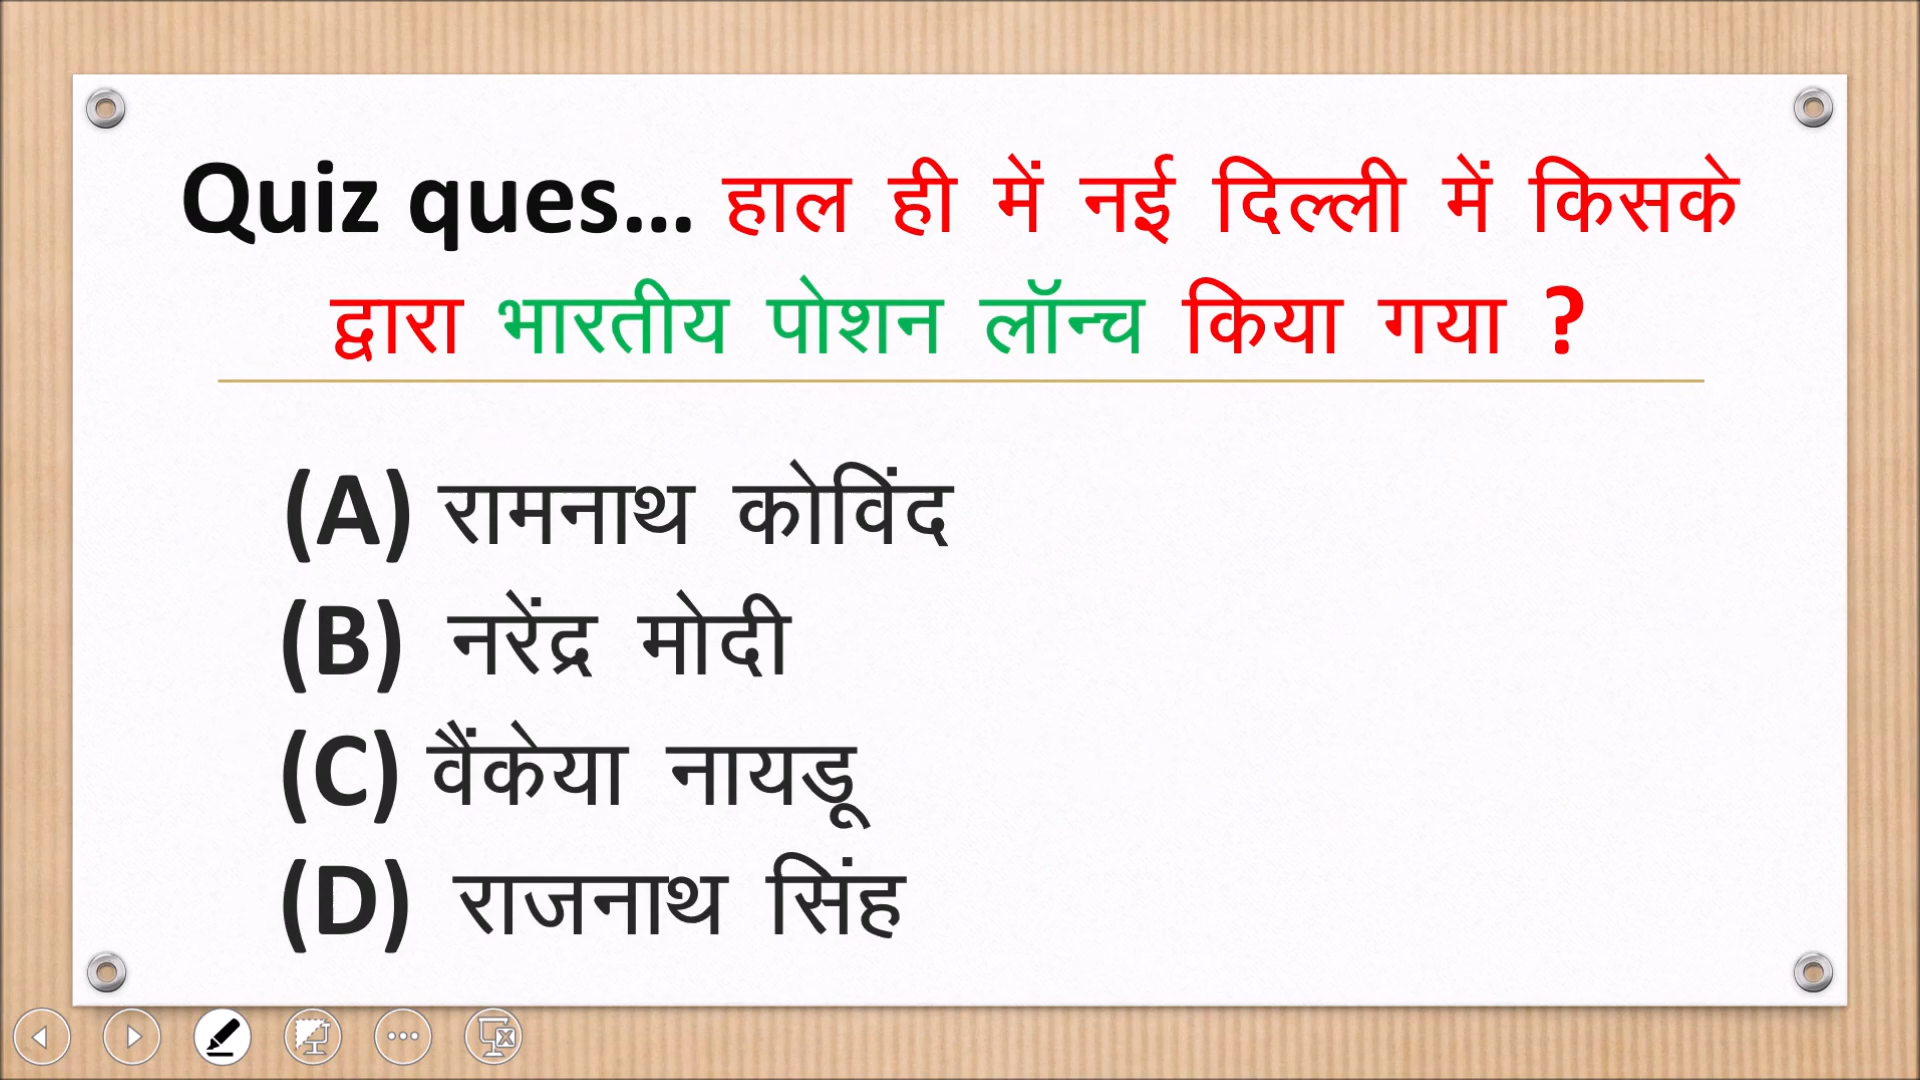 Quiz ques... हाल ही में नई दिल्ली में किसके
द्वारा भारतीय पोशन लॉन्च किया गया ?
(A) रामनाथ कोविंद
(B) नरेंद्र मोदी
(C) वैंकेया नायडू
(D) राजनाथ सिंह